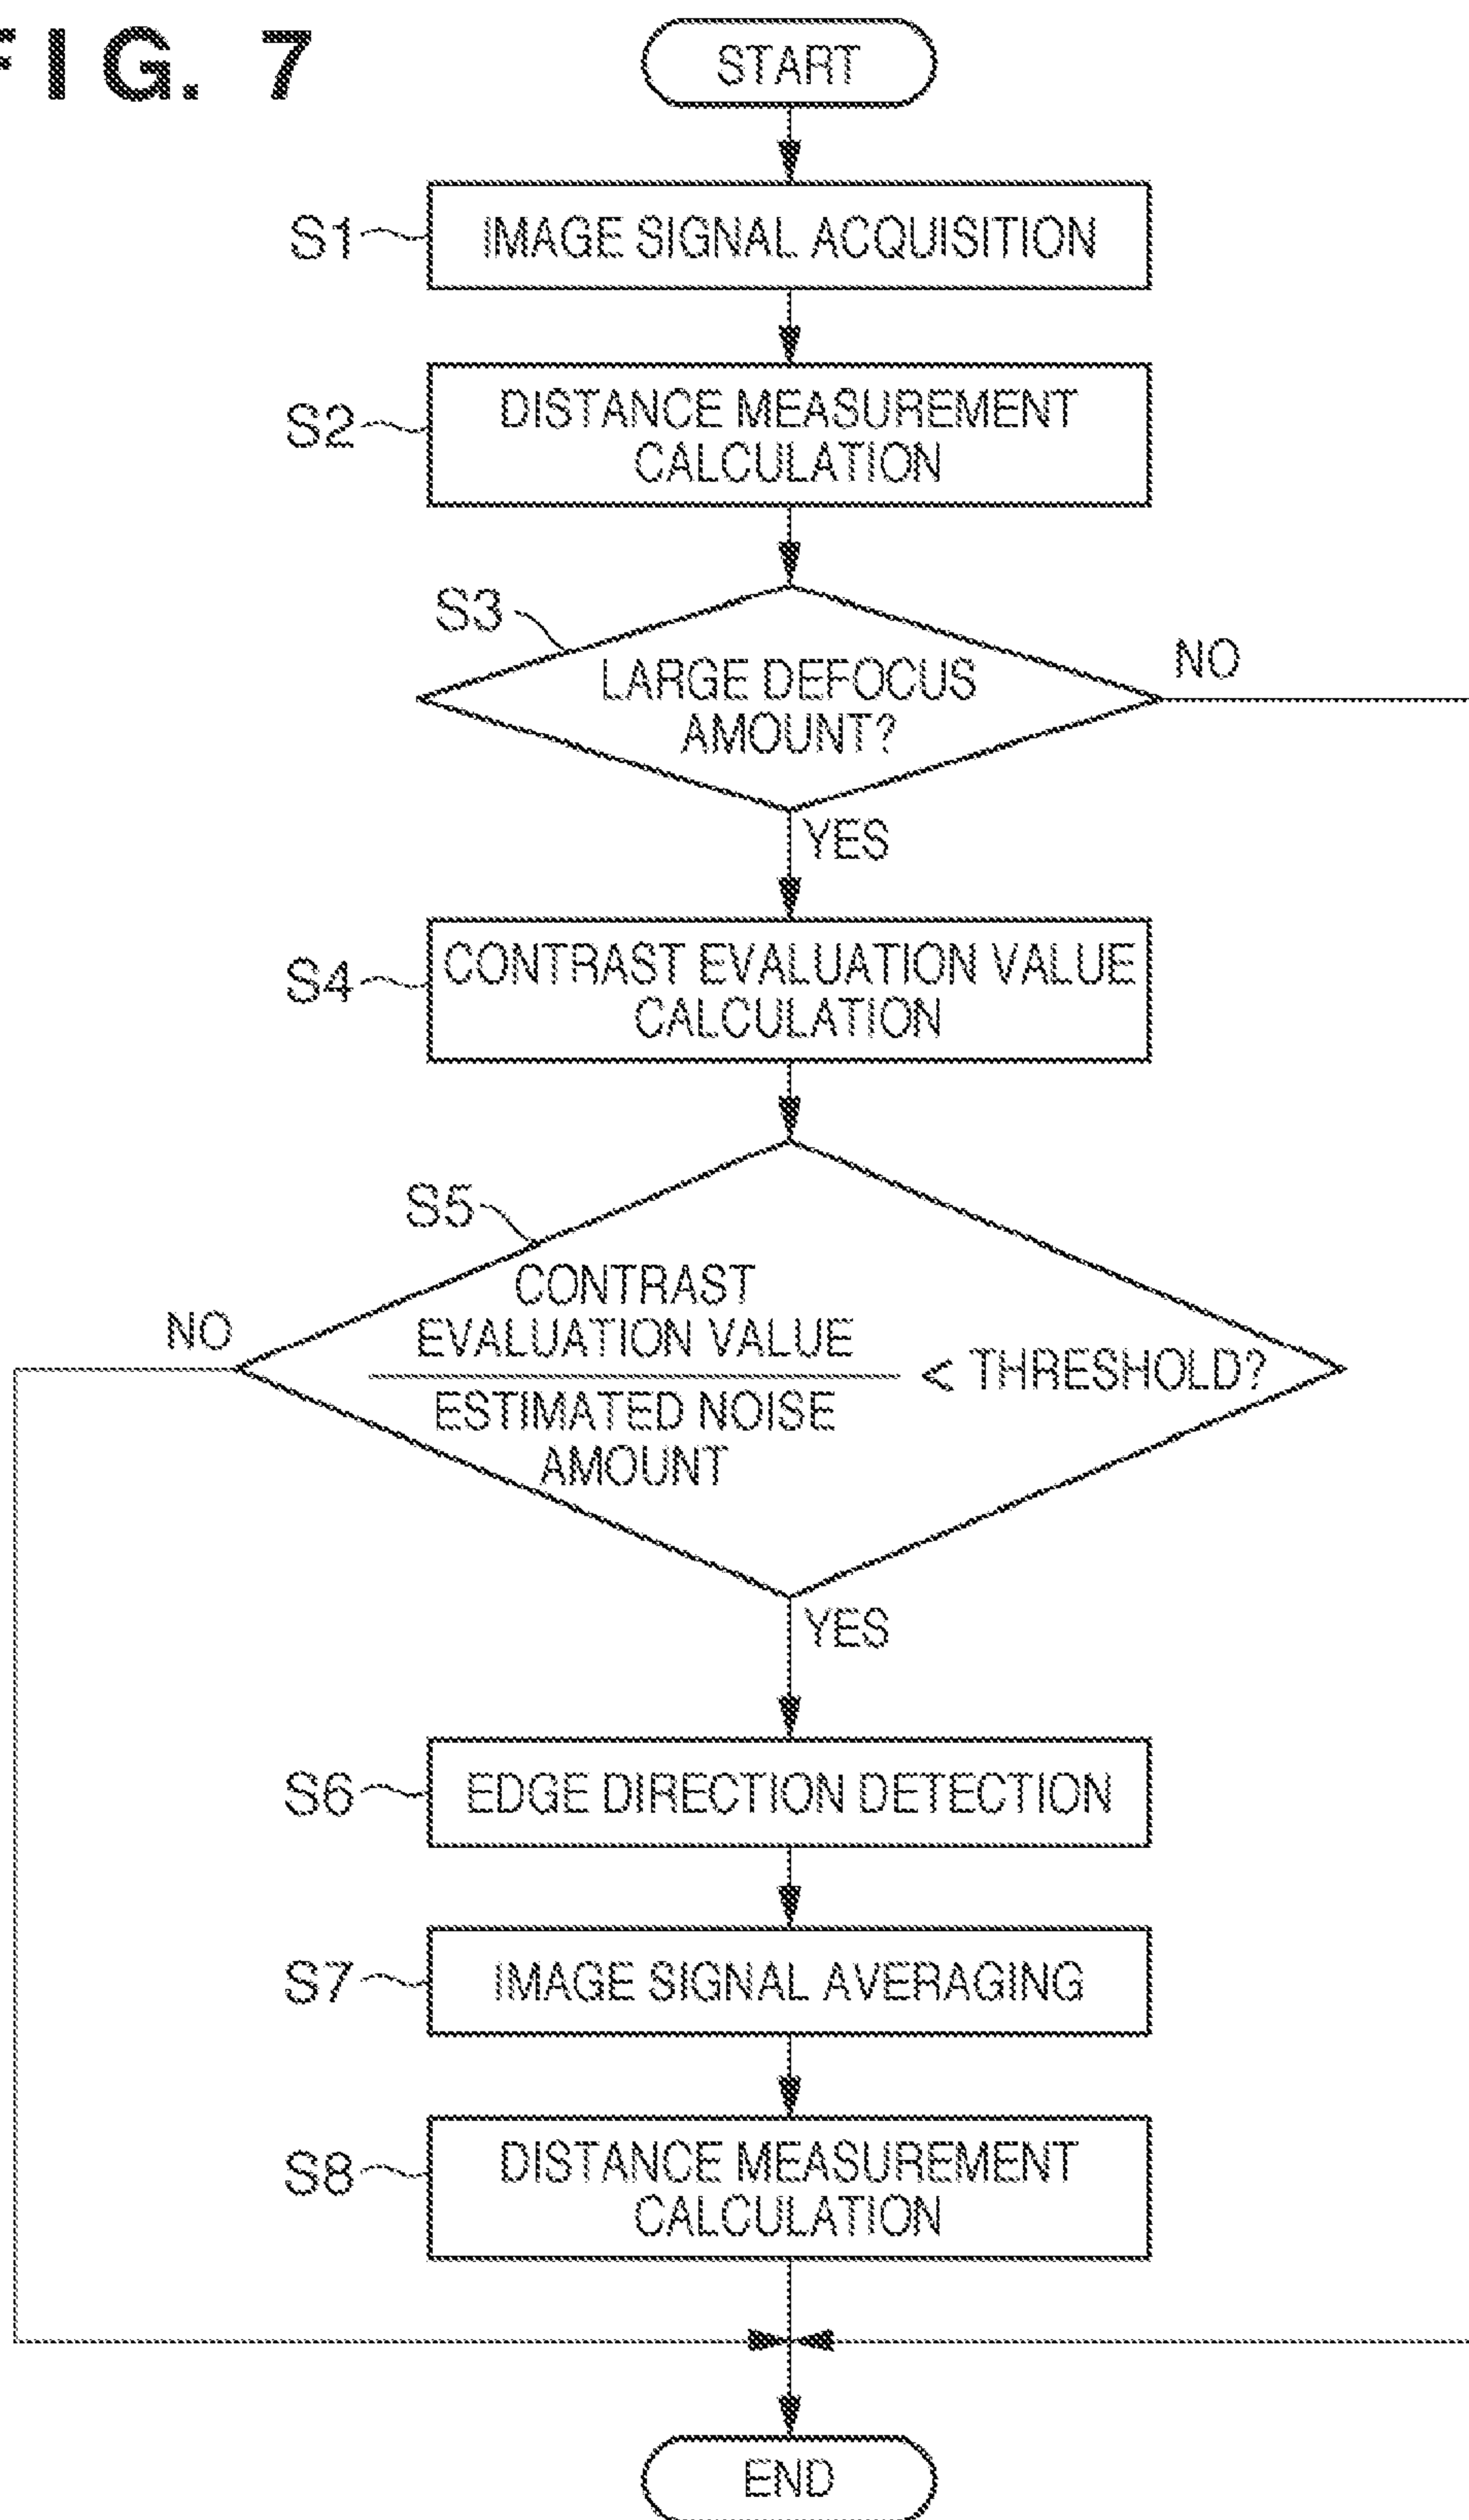 FIG. 7
START
S1
IMAGE SIGNAL ACQUISITION
S2
DISTANCE MEASUREMENT
CALCULATION
S3
LARGE DEFOCUS
AMOUNT?
NO
YES
S4
CONTRAST EVALUATION VALUE
CALCULATION
S5
CONTRAST
EVALUATION VALUE
ESTIMATED NOISE
AMOUNT
< THRESHOLD?
NO
YES
S6
EDGE DIRECTION DETECTION
S7
IMAGE SIGNAL AVERAGING
S8
DISTANCE MEASUREMENT
CALCULATION
END